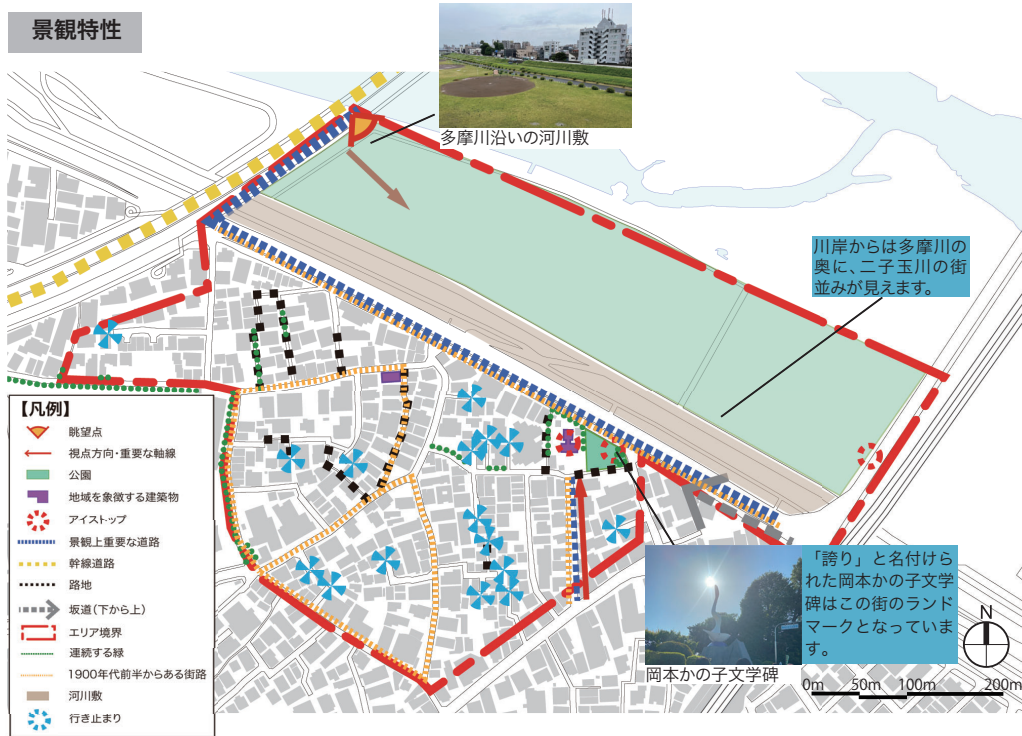 景観特性
多摩川沿いの河川敷
川岸からは多摩川の
奥に、二子玉川の街
並みが見えます。
【凡例】
眺望点
視点方向・重要な軸線
公園
地域を象徴する建築物
アイストップ
景観上重要な道路
幹線道路
路地
坂道(下から上)
エリア境界
連続する緑
1900年代前半からある街路
河川敷
行き止まり
「誇り」と名付けら
れた岡本かの子文学
碑はこの街のランド
マークとなっていま
す。
岡本かの子文学碑
N
0m 50m 100m 200m